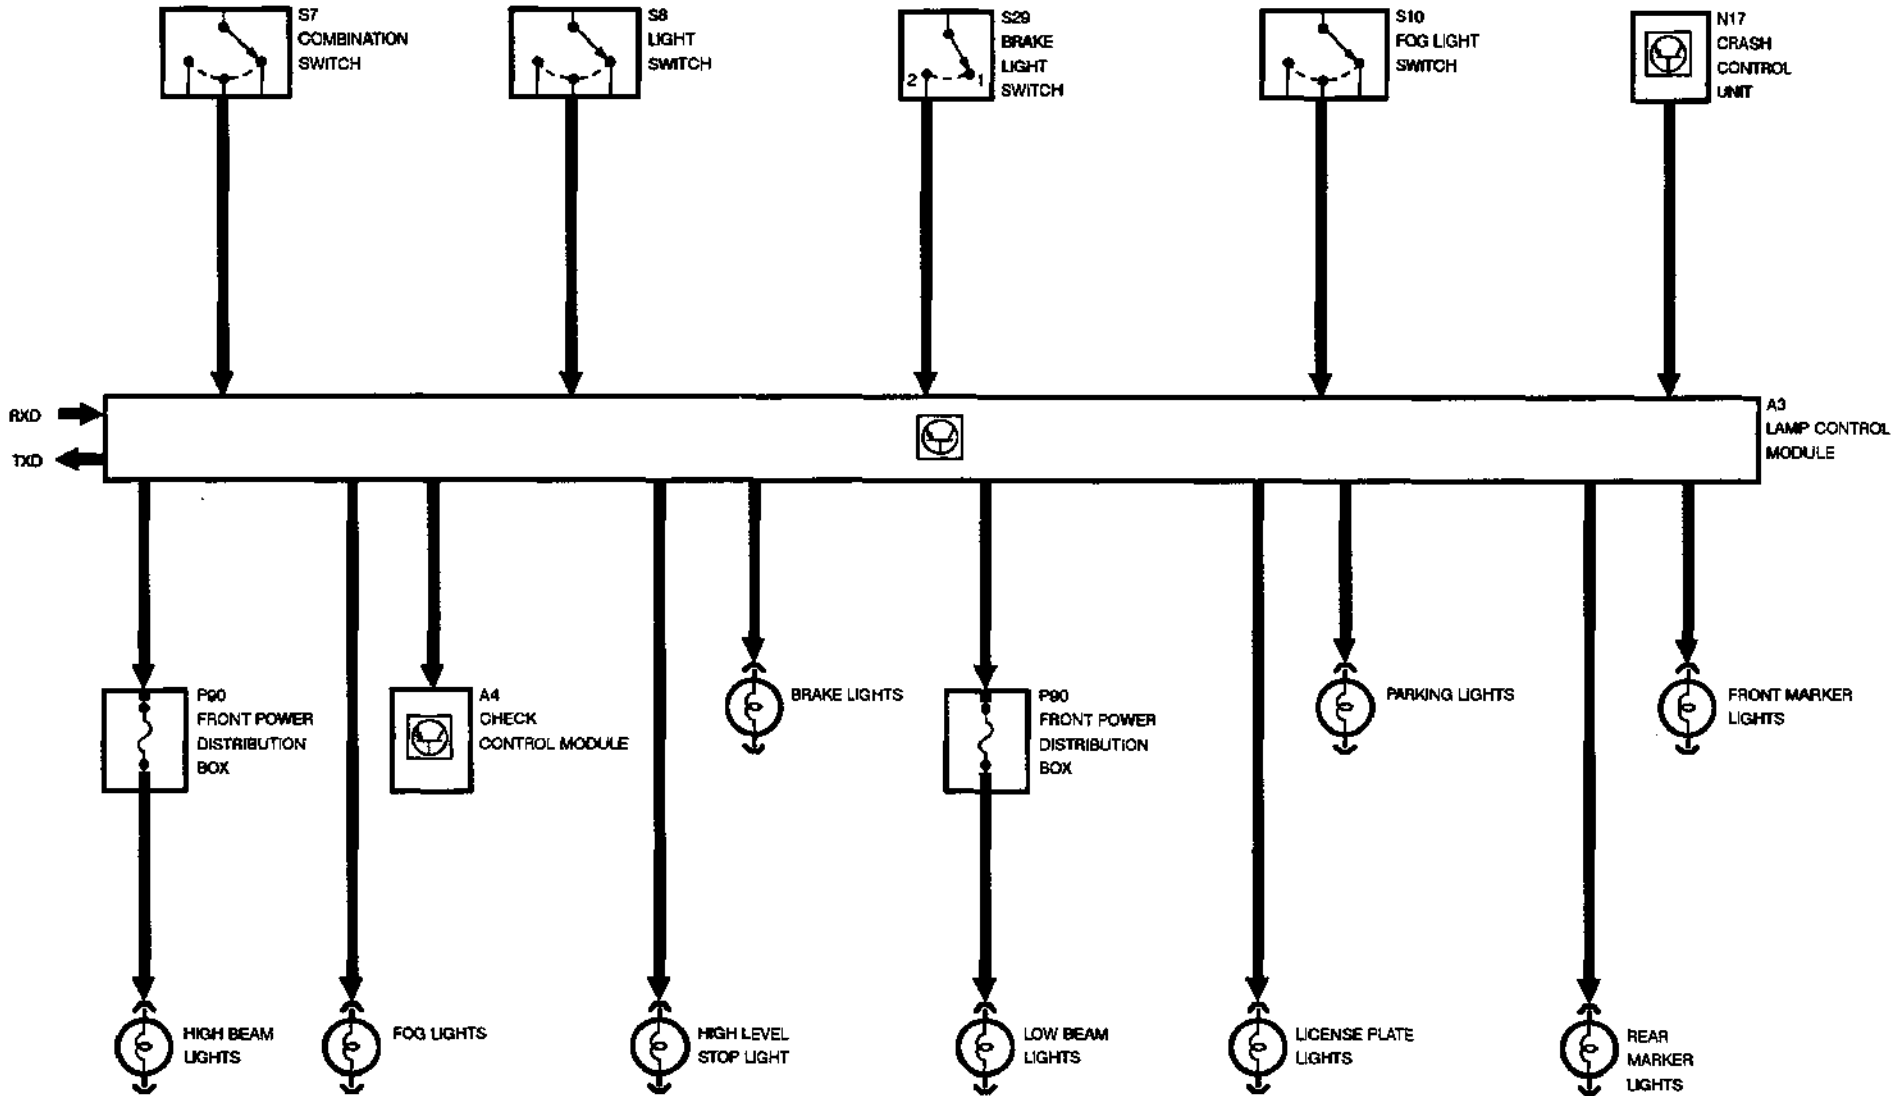 S7
COMBINATION
SWITCH
S8
LIGHT
SWITCH
S29
BRAKE
LIGHT
SWITCH
2
1
S10
FOG LIGHT
SWITCH
N17
CRASH
CONTROL
UNIT
RXD
TXD
A3
LAMP CONTROL
MODULE
P90
FRONT POWER
DISTRIBUTION
BOX
A4
CHECK
CONTROL MODULE
BRAKE LIGHTS
P90
FRONT POWER
DISTRIBUTION
BOX
PARKING LIGHTS
FRONT MARKER
LIGHTS
HIGH BEAM
LIGHTS
FOG LIGHTS
HIGH LEVEL
STOP LIGHT
LOW BEAM
LIGHTS
LICENSE PLATE
LIGHTS
REAR
MARKER
LIGHTS